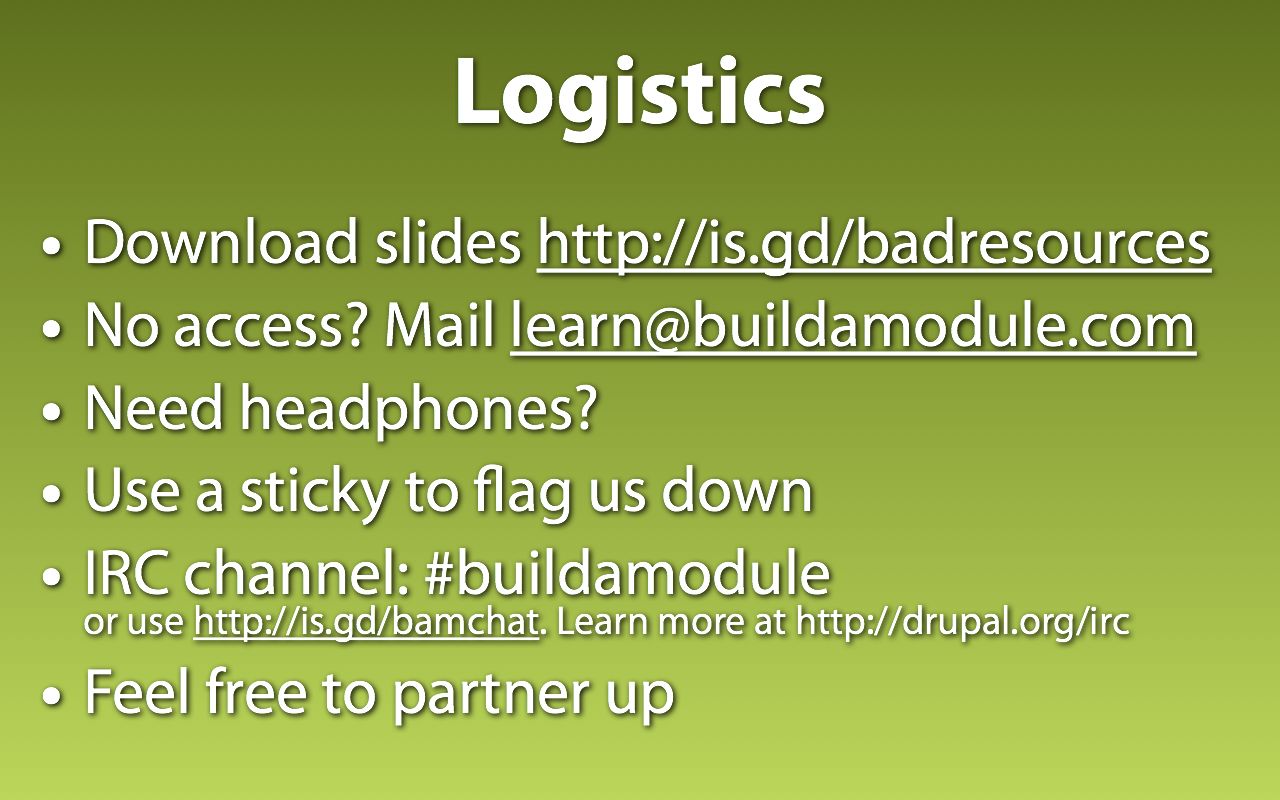 Logistics
• Download slides http://is.gd/badresources
• No access? Mail learn@buildamodule.com
• Need headphones?
• Use a sticky to flag us down
• IRC channel: #buildamodule
or use http://is.gd/bamchat. Learn more at http://drupal.org/irc
• Feel free to partner up